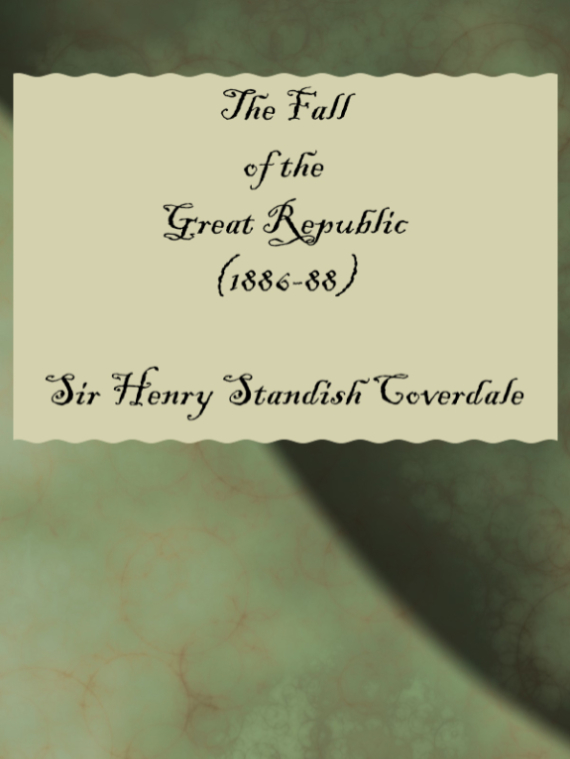 The Fall
of the
Great Republic
(1886-88)
Sir Henry Standish Coverdale